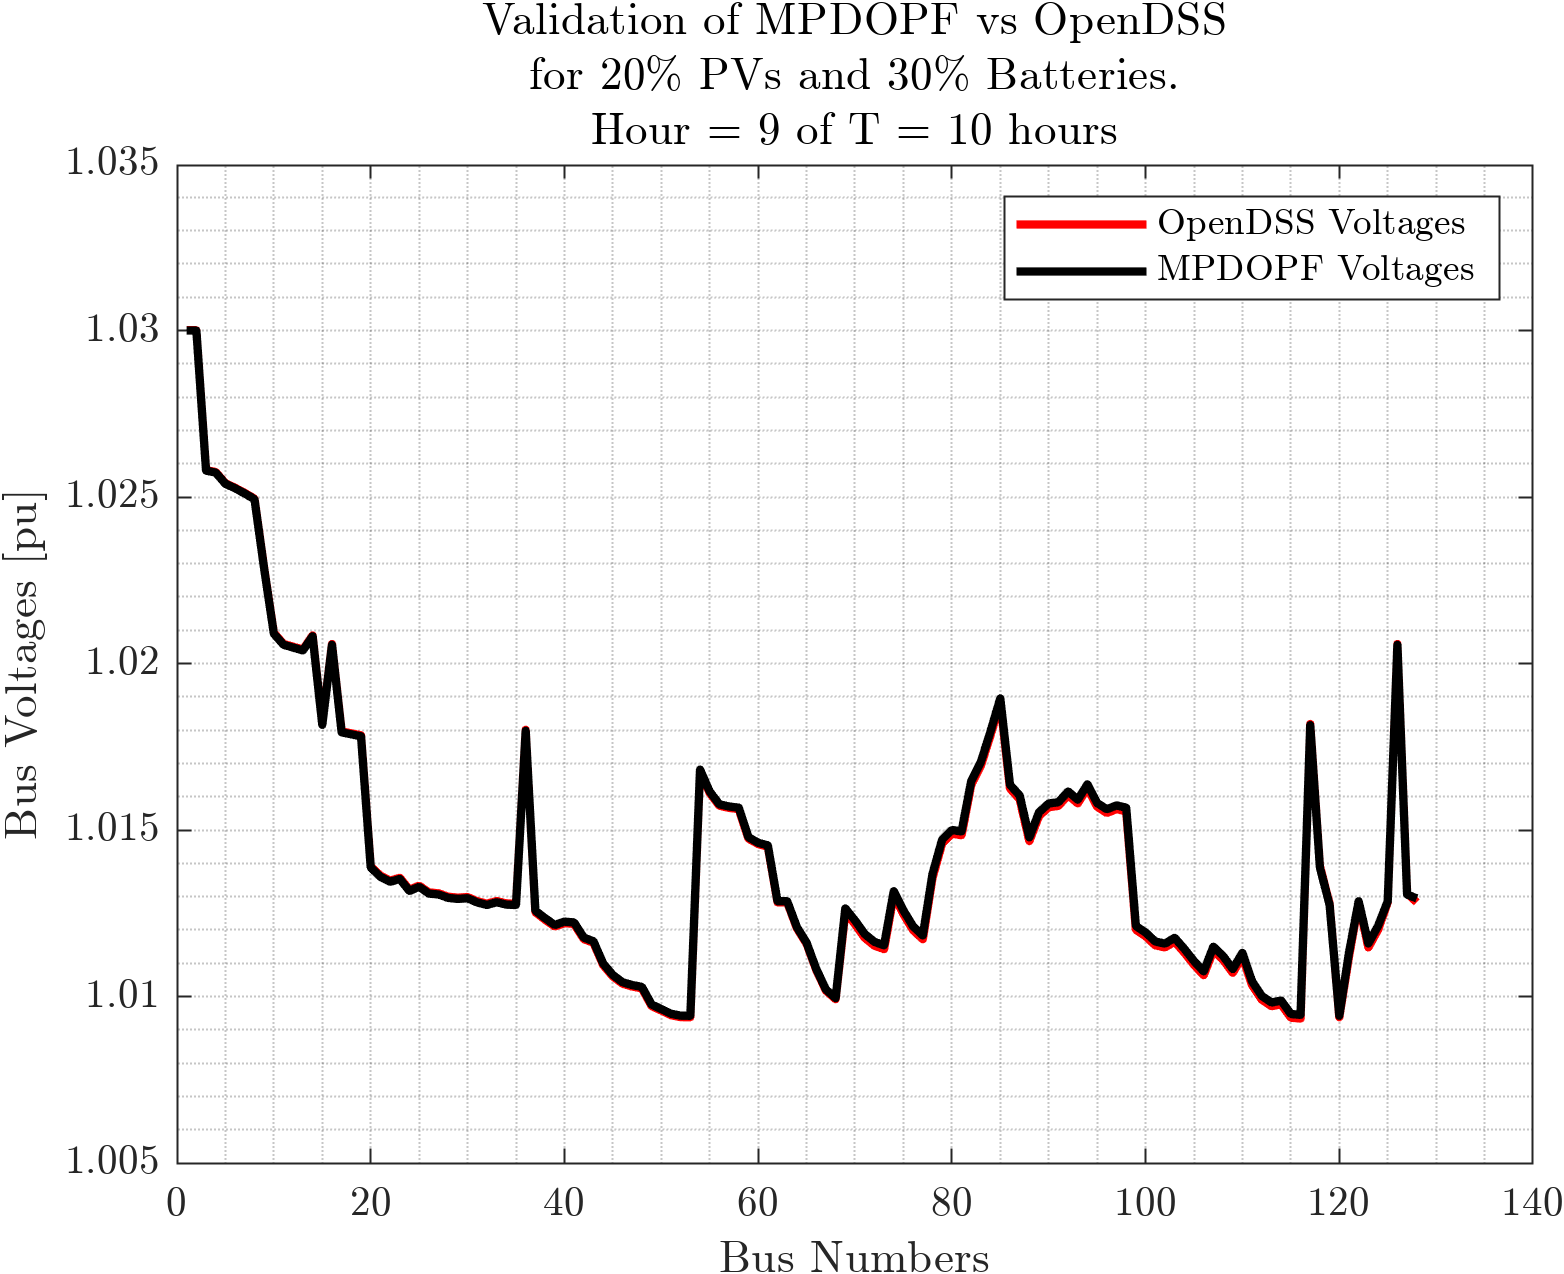 Validation of MPDOPF vs OpenDSS
for 20% PVs and 30% Batteries.
Hour = 9 of T = 10 hours
1.035
1.03
1.025
1.02
1.015
1.01
1.005
Bus Voltages [pu]
OpenDSS Voltages
MPDOPF Voltages
0 20 40 60 80 100 120 140
Bus Numbers